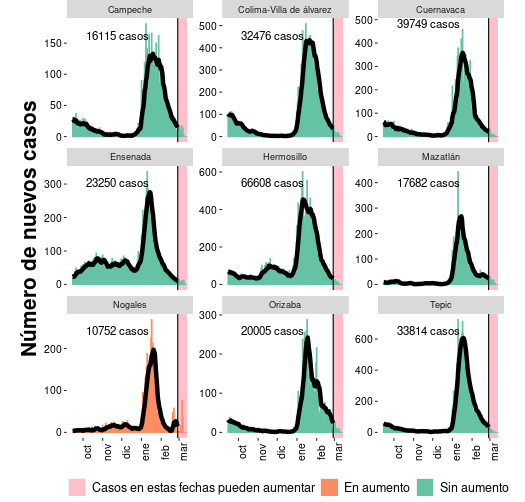 Número de nuevos casos
Campeche
16115 casos
150
100
50
0
Colima-Villa de álvarez
32476 casos
500
400
300
200
100
0
Cuernavaca
39749 casos
500
400
300
200
100
0
Ensenada
23250 casos
300
200
100
0
Hermosillo
66608 casos
600
400
200
0
Mazatlán
17682 casos
400
300
200
100
0
Nogales
10752 casos
200
100
0
oct nov dic ene feb mar
Orizaba
20005 casos
300
200
100
0
oct nov dic ene feb mar
Tepic
33814 casos
600
400
200
0
oct nov dic ene feb mar
Casos en estas fechas pueden aumentar En aumento Sin aumento